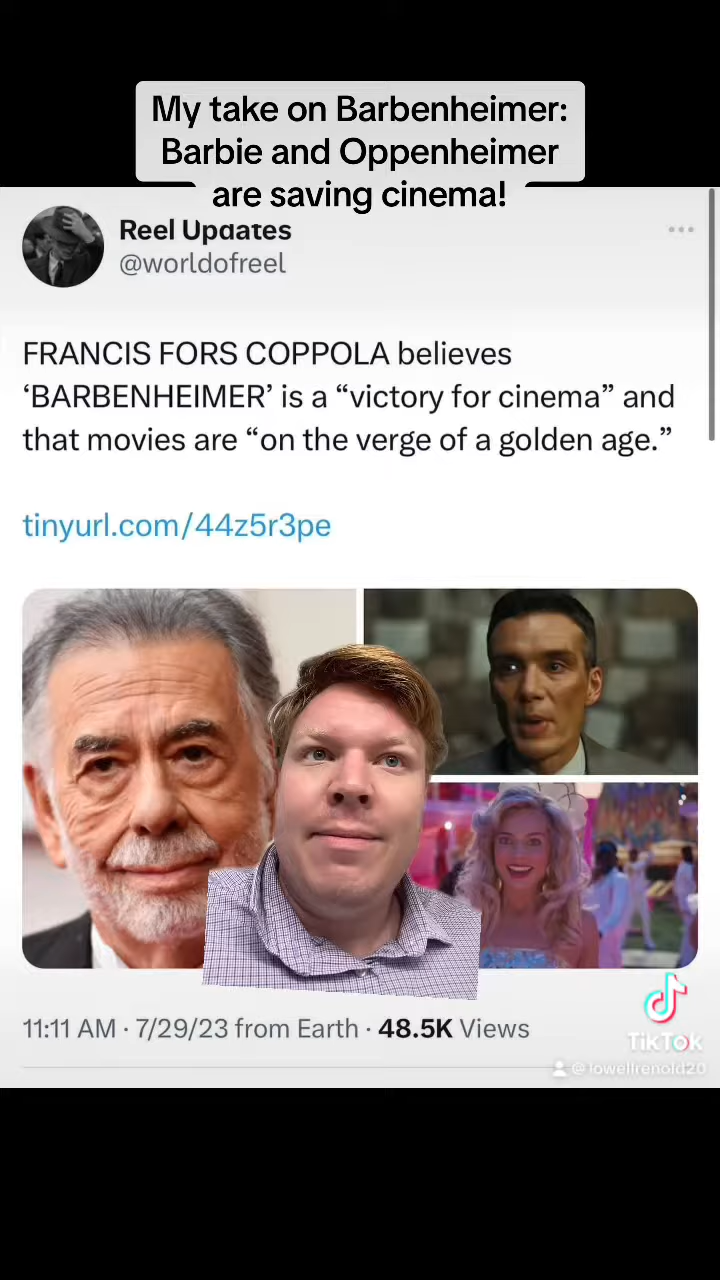 My take on Barbenheimer:
Barbie and Oppenheimer
are saving cinema!
Reel Updates
@worldofreel
FRANCIS FORS COPPOLA believes
‘BARBENHEIMER’ is a “victory for cinema” and
that movies are “on the verge of a golden age.”
tinyurl.com/44z5r3pe
11:11 AM · 7/29/23 from Earth · 48.5K Views
TikTok
@lowellrenold20